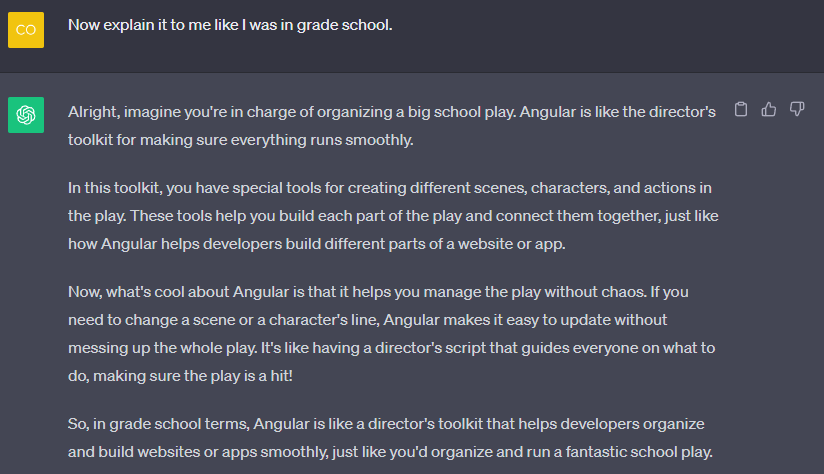 CO
Now explain it to me like I was in grade school.
Alright, imagine you're in charge of organizing a big school play. Angular is like the director's
toolkit for making sure everything runs smoothly.
In this toolkit, you have special tools for creating different scenes, characters, and actions in
the play. These tools help you build each part of the play and connect them together, just like
how Angular helps developers build different parts of a website or app.
Now, what's cool about Angular is that it helps you manage the play without chaos. If you
need to change a scene or a character's line, Angular makes it easy to update without
messing up the whole play. It's like having a director's script that guides everyone on what to
do, making sure the play is a hit!
So, in grade school terms, Angular is like a director's toolkit that helps developers organize
and build websites or apps smoothly, just like you'd organize and run a fantastic school play.